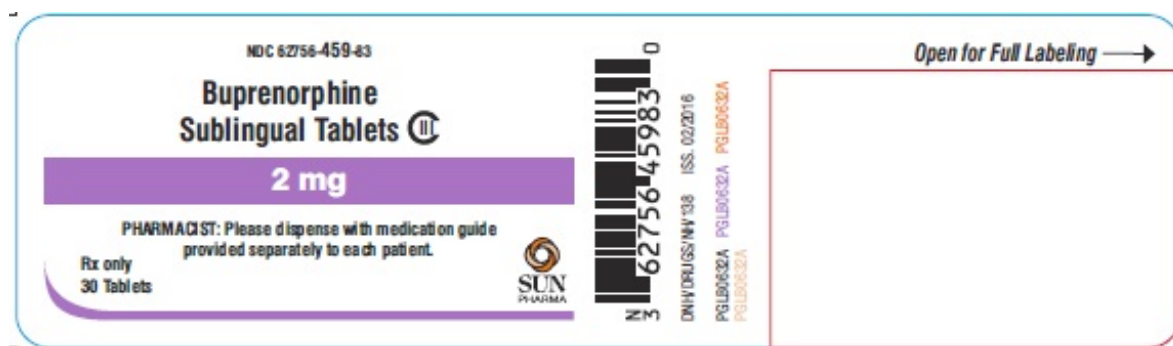 NDC 62756-459-83
Buprenorphine
Sublingual Tablets CIII
2 mg
PHARMACIST: Please dispense with medication guide
provided separately to each patient.
Rx only
30 Tablets
SUN
PHARMA
N
3 62756 45983 0
DNH/DRUGS/NH/138 ISS. 02/2016
PGLB0632A PGLB0632A PGLB0632A
PGLB0632A
Open for Full Labeling